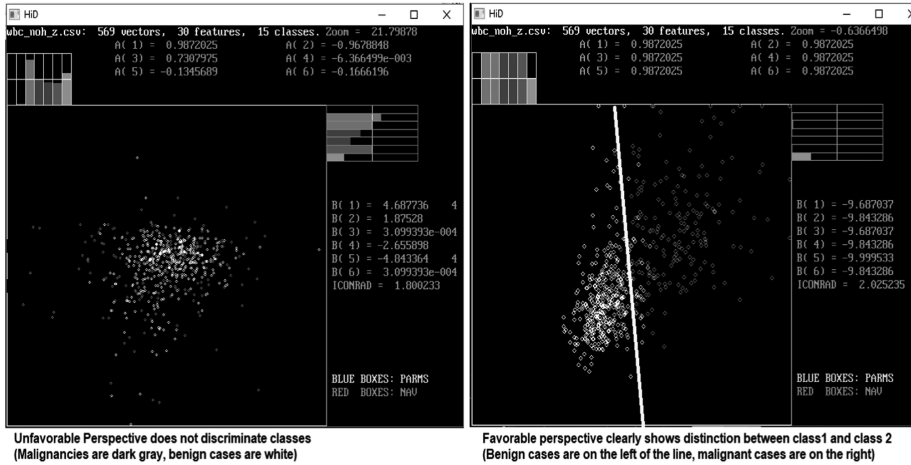 HiD
wbc_noh_z.csv: 569 vectors, 30 features, 15 classes. Zoom = 21.79878
A( 1) = 0.9872025 A( 2) = -0.9678848
A( 3) = 0.7307975 A( 4) = -6.366499e-003
A( 5) = -0.1345689 A( 6) = -0.1666196
B( 1) = 4.687736 4
B( 2) = 1.87528
B( 3) = 3.099393e-004
B( 4) = -2.655898
B( 5) = -4.843364 4
B( 6) = 3.099393e-004
ICONRAD = 1.800233
BLUE BOXES: PARMS
RED BOXES: NAV
Unfavorable Perspective does not discriminate classes
(Malignancies are dark gray, benign cases are white)
HiD
wbc_noh_z.csv: 569 vectors, 30 features, 15 classes. Zoom = -0.6366498
A( 1) = 0.9872025 A( 2) = 0.9872025
A( 3) = 0.9872025 A( 4) = 0.9872025
A( 5) = 0.9872025 A( 6) = 0.9872025
B( 1) = -9.687037
B( 2) = -9.843286
B( 3) = -9.687037
B( 4) = -9.843286
B( 5) = -9.999533
B( 6) = -9.843286
ICONRAD = 2.025235
BLUE BOXES: PARMS
RED BOXES: NAV
Favorable perspective clearly shows distinction between class1 and class 2
(Benign cases are on the left of the line, malignant cases are on the right)